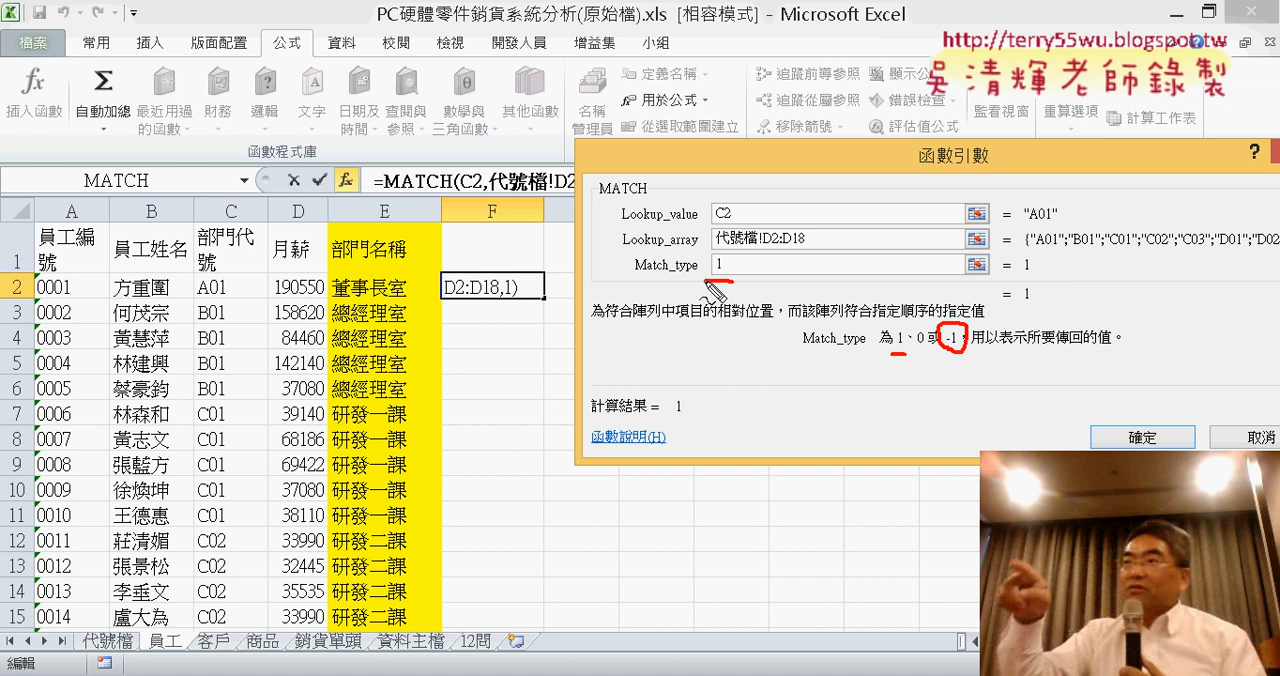 PC硬體零件銷貨系統分析(原始檔).xls [相容模式] - Microsoft Excel
檔案 常用 插入 版面配置 公式 資料 校閱 檢視 開發人員 增益集 小組
http://terry55wu.blogspot.tw
吳清輝老師錄製
插入函數 自動加總 最近用過的函數 財務 邏輯 文字 日期及時間 查閱與參照 數學與三角函數 其他函數
名稱管理員 定義名稱 用於公式 從選取範圍建立
追蹤前導參照 追蹤從屬參照 移除箭號 顯示公 錯誤檢查 評估值公式
監看視窗 重算選項 計算工作表
函數程式庫
MATCH =MATCH(C2,代號檔!D2
A B C D E F
1 員工編號 員工姓名 部門代號 月薪 部門名稱
2 0001 方重圍 A01 190550 董事長室 D2:D18,1)
3 0002 何茂宗 B01 158620 總經理室
4 0003 黃慧萍 B01 84460 總經理室
5 0004 林建興 B01 142140 總經理室
6 0005 蔡豪鈞 B01 37080 總經理室
7 0006 林森和 C01 39140 研發一課
8 0007 黃志文 C01 68186 研發一課
9 0008 張藍方 C01 69422 研發一課
10 0009 徐煥坤 C01 37080 研發一課
11 0010 王德惠 C01 38110 研發一課
12 0011 莊清媚 C02 33990 研發二課
13 0012 張景松 C02 32445 研發二課
14 0013 李垂文 C02 35535 研發二課
15 0014 盧大為 C02 33990 研發二課
代號檔 員工 客戶 商品 銷貨單頭 資料主檔 12問
編輯
函數引數
?
MATCH
Lookup_value C2 = "A01"
Lookup_array 代號檔!D2:D18 = {"A01";"B01";"C01";"C02";"C03";"D01";"D02
Match_type 1 = 1
= 1
為符合陣列中項目的相對位置，而該陣列符合指定順序的指定值
Match_type 為 1、0 或 -1，用以表示所要傳回的值。
計算結果 = 1
函數說明(H)
確定 取消